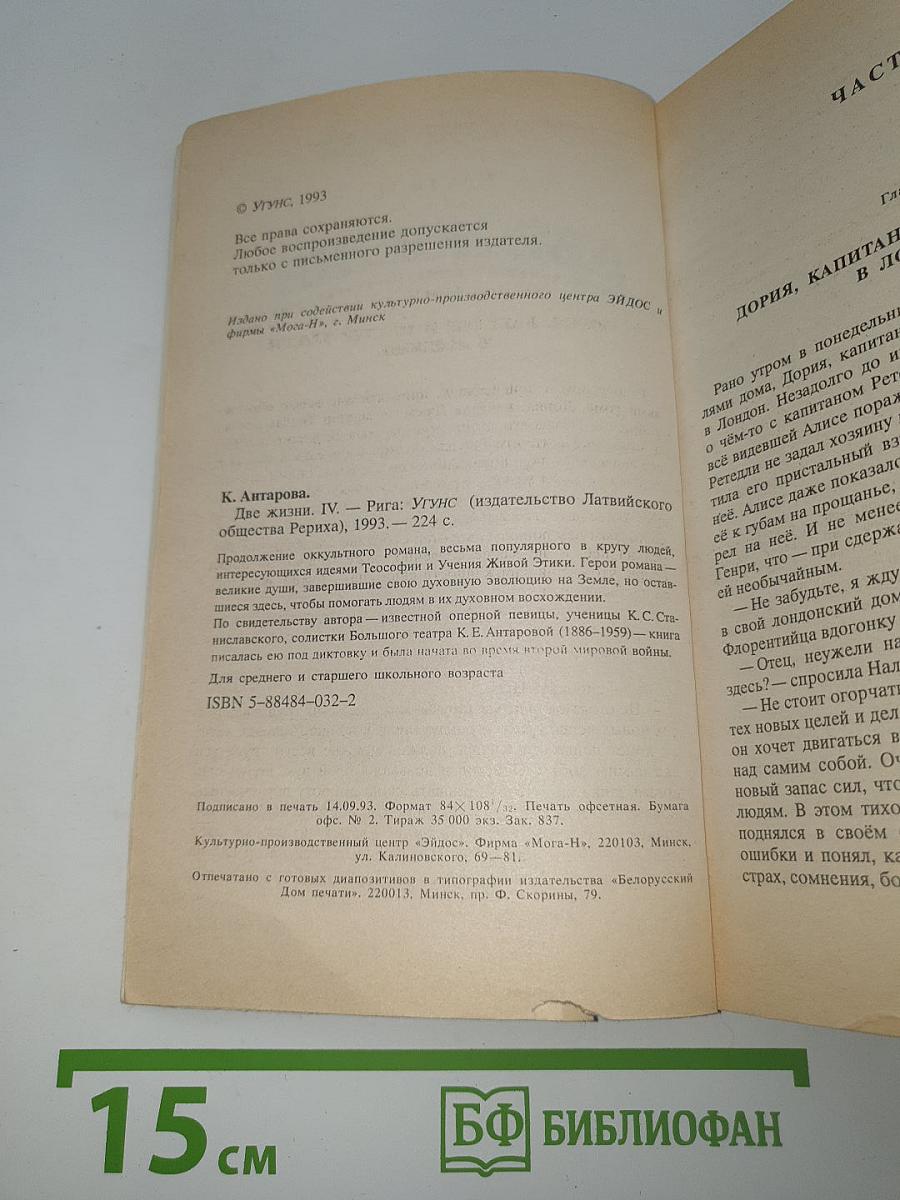 © УГУНС, 1993
Все права сохраняются.
Любое воспроизведение допускается
только с письменного разрешения издателя.
Издано при содействии культурно-производственного центра ЭЙДОС и
фирмы «Мога-Н», г. Минск
К. Антарова.
Две жизни. IV. — Рига: УГУНС (издательство Латвийского
общества Рериха), 1993. — 224 с.
Продолжение оккультного романа, весьма популярного в кругу людей,
интересующихся идеями Теософии и Учения Живой Этики. Герои романа —
великие души, завершившие свою духовную эволюцию на Земле, но остав-
шиеся здесь, чтобы помогать людям в их духовном восхождении.
По свидетельству автора — известной оперной певицы, ученицы К. С. Ста-
ниславского, солистки Большого театра К. Е. Антаровой (1886–1959) — книга
писалась ею под диктовку и была начата во время второй мировой войны.
Для среднего и старшего школьного возраста
ISBN 5–88484–032–2
Подписано в печать 14.09.93. Формат 84×108 1/32. Печать офсетная. Бумага
офс. № 2. Тираж 35 000 экз. Зак. 837.
Культурно-производственный центр «Эйдос». Фирма «Мога-Н», 220103, Минск,
ул. Калиновского, 69—81.
Отпечатано с готовых диапозитивов в типографии издательства «Белорусский
Дом печати». 220013, Минск, пр. Ф. Скорины, 79.
ЧАСТ
Гла
ДОРИЯ, КАПИТАН
В ЛО
Рано утром в понедельни
лями дома, Дория, капитан
в Лондон. Незадолго до
о чём-то с капитаном Рете
всё видевшей Алисе пораж
Ретедли не задал хозяину
тила его пристальный вз
неё. Алисе даже показало
её к губам на прощанье,
рел на неё. И не менее
Генри, что — при сдержа
ей необычайным.
— Не забудьте, я жду
в свой лондонский дом
Флорентийца вдогонку
— Отец, неужели на
здесь? — спросила Нал
— Не стоит огорчати
тех новых целей и дел
он хочет двигаться в
над самим собой. Оч
новый запас сил, что
людям. В этом тихо
поднялся в своём
ошибки и понял, ка
страх, сомнения, бо
15 см
БФ БИБЛИОФАН